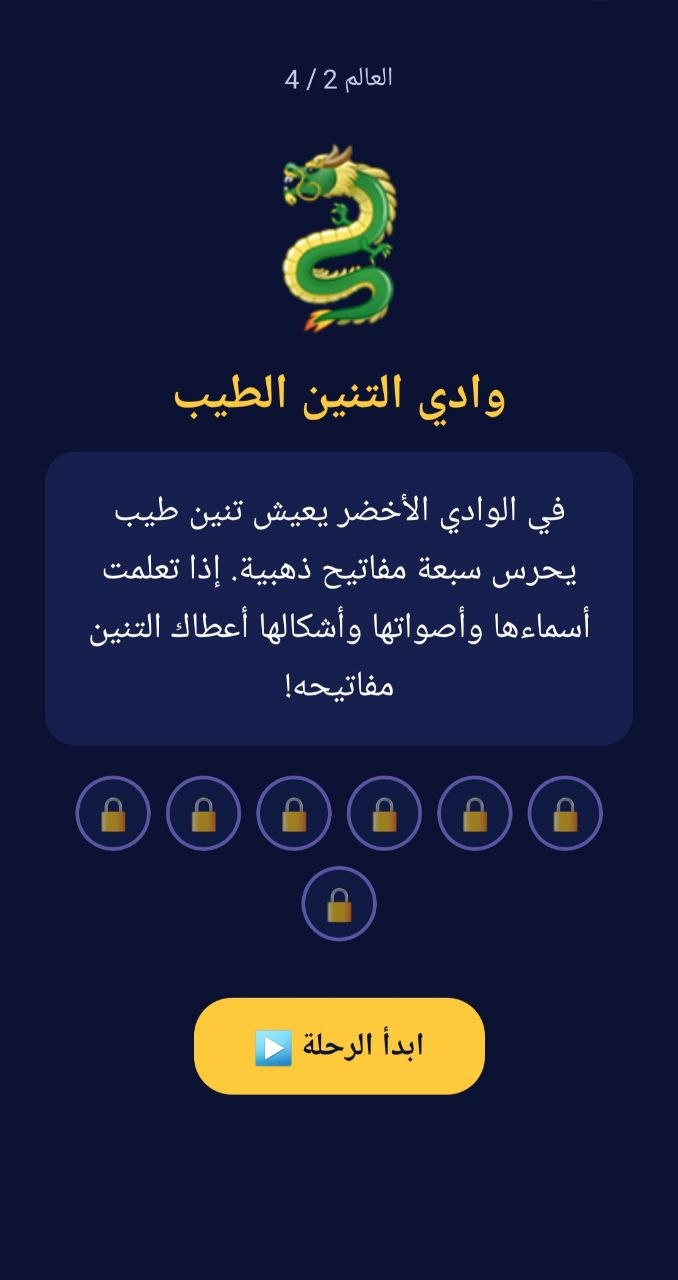 العالم 2 / 4
وادي التنين الطيب
في الوادي الأخضر يعيش تنين طيب
يحرس سبعة مفاتيح ذهبية. إذا تعلمت
أسماءها وأصواتها وأشكالها أعطاك التنين
مفاتيحه!
ابدأ الرحلة